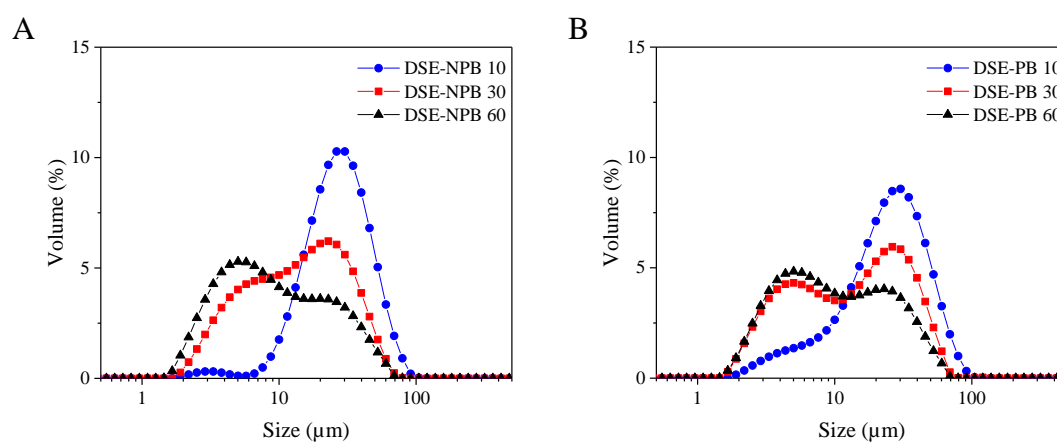 A
15
10
5
0
Volume (%)
DSE-NPB 10
DSE-NPB 30
DSE-NPB 60
1
10
100
Size (µm)
B
15
10
5
0
Volume (%)
DSE-PB 10
DSE-PB 30
DSE-PB 60
1
10
100
Size (µm)